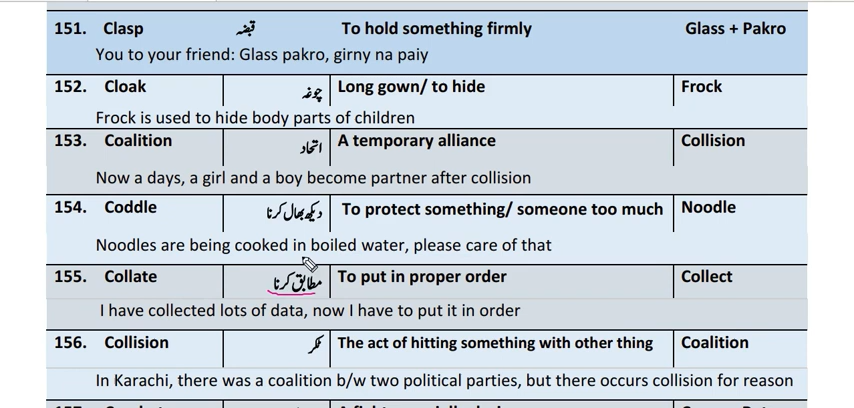 151. Clasp قبضہ To hold something firmly Glass + Pakro
You to your friend: Glass pakro, girny na paiy
152. Cloak چوغہ Long gown/ to hide Frock
Frock is used to hide body parts of children
153. Coalition اتحاد A temporary alliance Collision
Now a days, a girl and a boy become partner after collision
154. Coddle دیکھ بھال کرنا To protect something/ someone too much Noodle
Noodles are being cooked in boiled water, please care of that
155. Collate مطابق کرنا To put in proper order Collect
I have collected lots of data, now I have to put it in order
156. Collision ٹکر The act of hitting something with other thing Coalition
In Karachi, there was a coalition b/w two political parties, but there occurs collision for reason